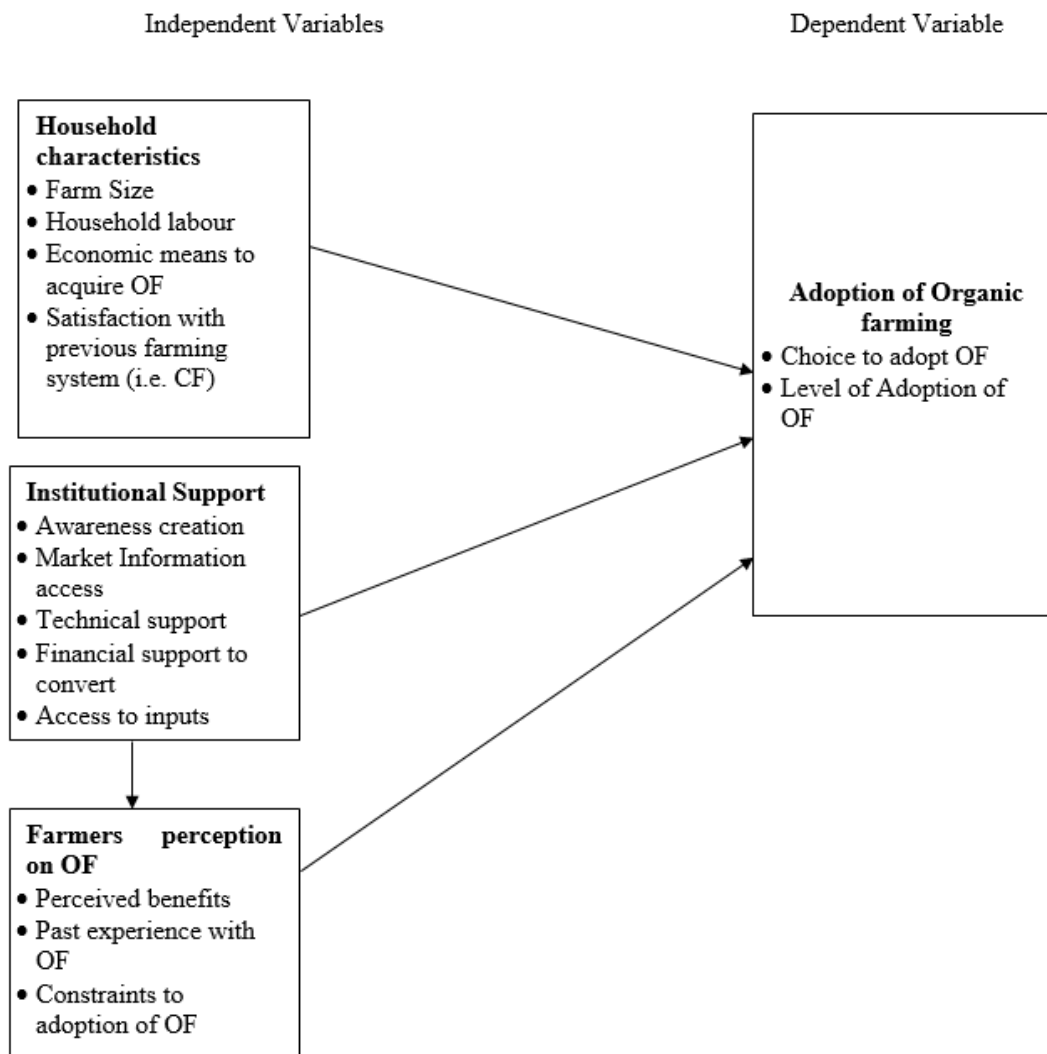 Independent Variables
Dependent Variable
Household
characteristics
• Farm Size
• Household labour
• Economic means to
acquire OF
• Satisfaction with
previous farming
system (i.e. CF)
Institutional Support
• Awareness creation
• Market Information
access
• Technical support
• Financial support to
convert
• Access to inputs
Farmers perception
on OF
• Perceived benefits
• Past experience with
OF
• Constraints to
adoption of OF
Adoption of Organic
farming
• Choice to adopt OF
• Level of Adoption of
OF